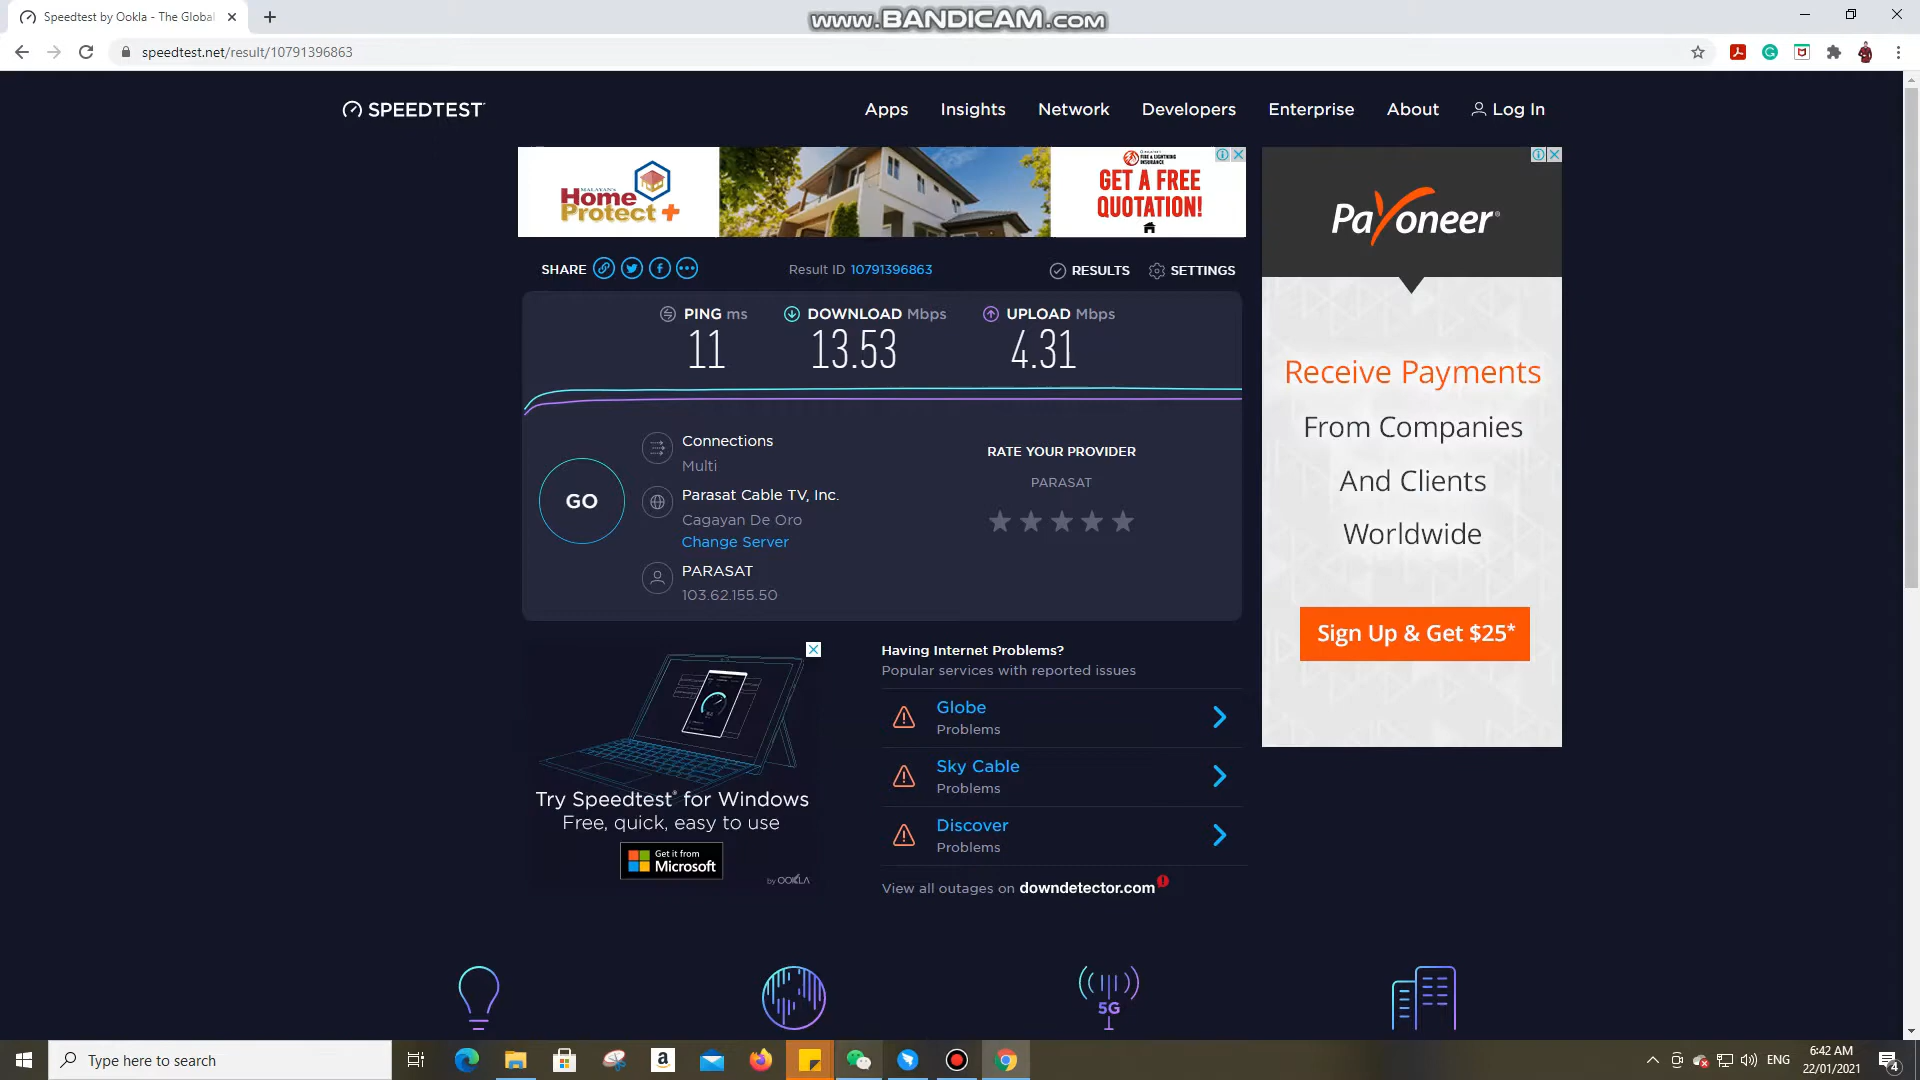 Speedtest by Ookla - The Global
www.BANDICAM.com
speedtest.net/result/10791396863
SPEEDTEST
Apps
Insights
Network
Developers
Enterprise
About
Log In
MALAYAN'S
Home
Protect +
FIRE & LIGHTNING
INSURANCE
GET A FREE
QUOTATION!
Payoneer
Receive Payments
From Companies
And Clients
Worldwide
Sign Up & Get $25*
SHARE
Result ID 10791396863
RESULTS
SETTINGS
PING ms
11
DOWNLOAD Mbps
13.53
UPLOAD Mbps
4.31
GO
Connections
Multi
Parasat Cable TV, Inc.
Cagayan De Oro
Change Server
PARASAT
103.62.155.50
RATE YOUR PROVIDER
PARASAT
Try Speedtest® for Windows
Free, quick, easy to use
Get it from
Microsoft
by OOKLA
Having Internet Problems?
Popular services with reported issues
Globe
Problems
Sky Cable
Problems
Discover
Problems
View all outages on downdetector.com
5G
Type here to search
ENG
6:42 AM
22/01/2021
4